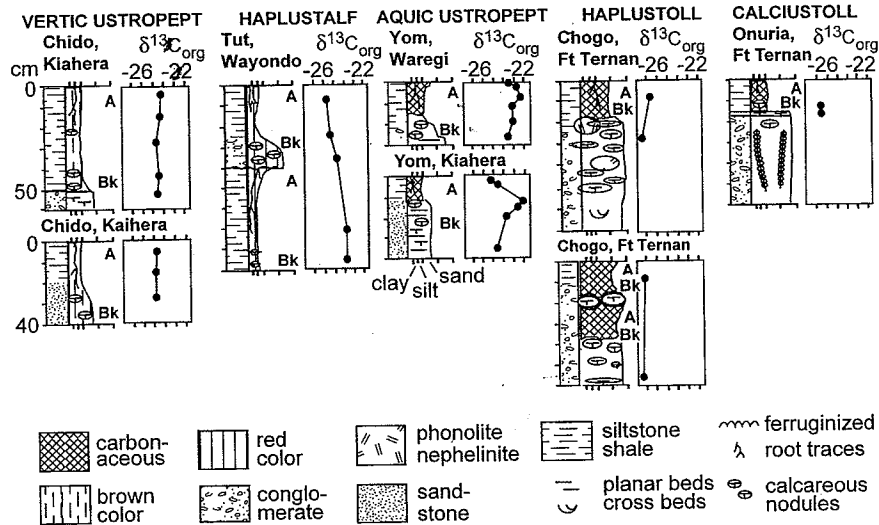 VERTIC USTROPEPT
Chido, Kiahera
δ¹³Corg
cm
-26 -22
0
A
Bk
50
Chido, Kaihera
0
A
Bk
40
HAPLUSTALF
Tut, Wayondo
δ¹³Corg
-26 -22
A
Bk
A
Bk
AQUIC USTROPEPT
Yom, Waregi
δ¹³Corg
-26 -22
A
Bk
Yom, Kiahera
A
Bk
clay silt sand
HAPLUSTOLL
Chogo, Ft Ternan
δ¹³Corg
-26 -22
A
Bk
Chogo, Ft Ternan
A
Bk
A
Bk
CALCIUSTOLL
Onuria, Ft Ternan
δ¹³Corg
-26 -22
A
Bk
carbon-
aceous
red
color
phonolite
nephelinite
siltstone
shale
ferruginized
root traces
brown
color
conglo-
merate
sand-
stone
planar beds
cross beds
calcareous
nodules